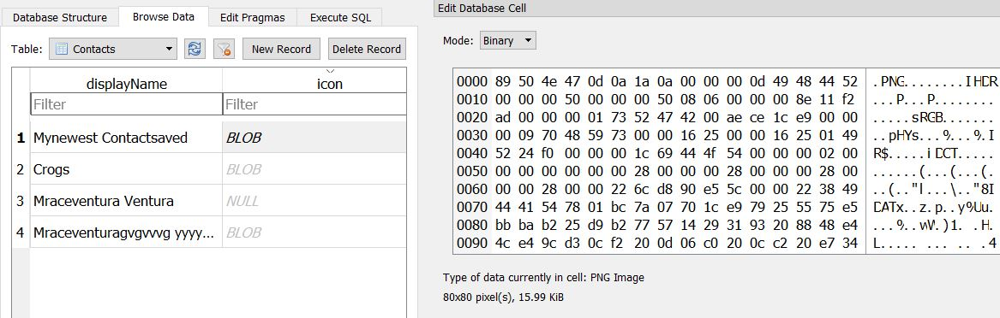 Database Structure Browse Data Edit Pragmas Execute SQL
Table: Contacts New Record Delete Record
displayName icon
Filter Filter
1 Mynewest Contactsaved BLOB
2 Crogs BLOB
3 Mraceventura Ventura NULL
4 Mraceventuragvgvvvg yyyy... BLOB
Edit Database Cell
Mode: Binary
0000 89 50 4e 47 0d 0a 1a 0a 00 00 00 0d 49 48 44 52 .PNG........IHDR
0010 00 00 00 50 00 00 00 50 08 06 00 00 00 8e 11 f2 ...P...P........
0020 ad 00 00 00 01 73 52 47 42 00 ae ce 1c e9 00 00 .....sRGB.......
0030 00 09 70 48 59 73 00 00 16 25 00 00 16 25 01 49 ..pHYs...%...%.I
0040 52 24 f0 00 00 00 1c 69 44 4f 54 00 00 00 02 00 R$.....iDOT.....
0050 00 00 00 00 00 00 28 00 00 00 28 00 00 00 28 00 ......(...(...(.
0060 00 00 28 00 00 22 6c d8 90 e5 5c 00 00 22 38 49 ..(.."l...\.."8I
0070 44 41 54 78 01 bc 7a 07 70 1c e9 79 25 55 75 e5 DATx..z.p..y%Uu.
0080 bb ba b2 25 d9 b2 77 57 14 29 31 93 20 88 48 e4 ...%..wW.)1. .H.
0090 4c e4 9c d3 0c f2 20 0d 06 c0 20 0c c2 20 e7 34 L..... ... .. .4
Type of data currently in cell: PNG Image
80x80 pixel(s), 15.99 KiB